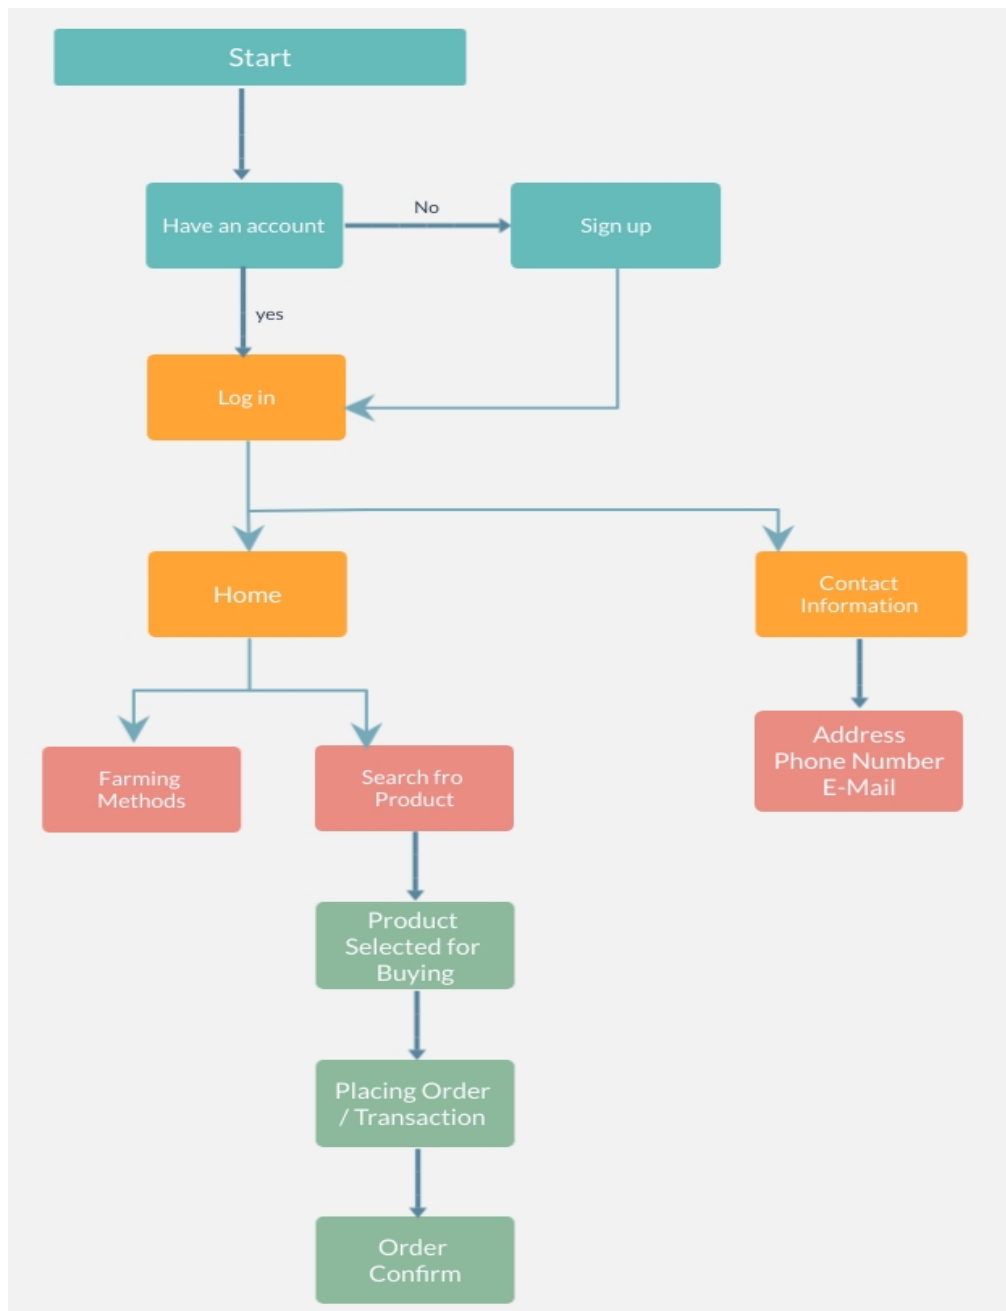 Start
Have an account
No
Sign up
yes
Log in
Home
Contact
Information
Farming
Methods
Search fro
Product
Address
Phone Number
E-Mail
Product
Selected for
Buying
Placing Order
/ Transaction
Order
Confirm